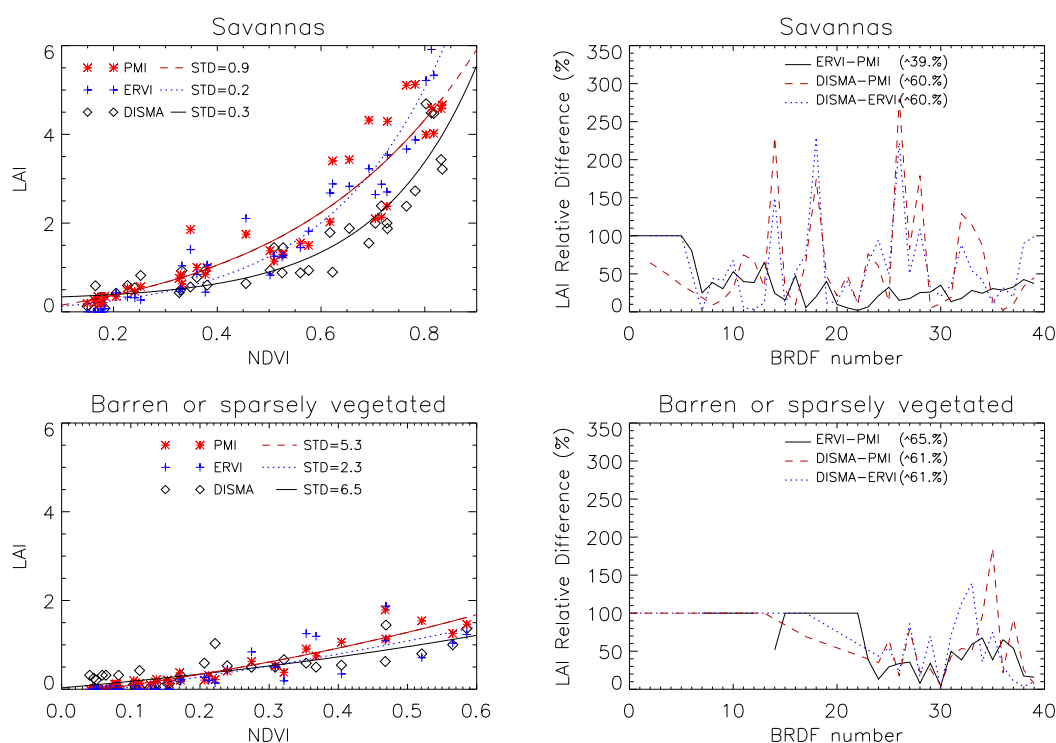 Savannas
LAI
6
4
2
0
PMI
STD=0.9
ERVI
STD=0.2
DISMA
STD=0.3
0.2 0.4 0.6 0.8
NDVI
Savannas
LAI Relative Difference (%)
350
300
250
200
150
100
50
0
ERVI-PMI (^39.%)
DISMA-PMI (^60.%)
DISMA-ERVI (^60.%)
0 10 20 30 40
BRDF number
Barren or sparsely vegetated
LAI
6
4
2
0
PMI
STD=5.3
ERVI
STD=2.3
DISMA
STD=6.5
0.0 0.1 0.2 0.3 0.4 0.5 0.6
NDVI
Barren or sparsely vegetated
LAI Relative Difference (%)
350
300
250
200
150
100
50
0
ERVI-PMI (^65.%)
DISMA-PMI (^61.%)
DISMA-ERVI (^61.%)
0 10 20 30 40
BRDF number